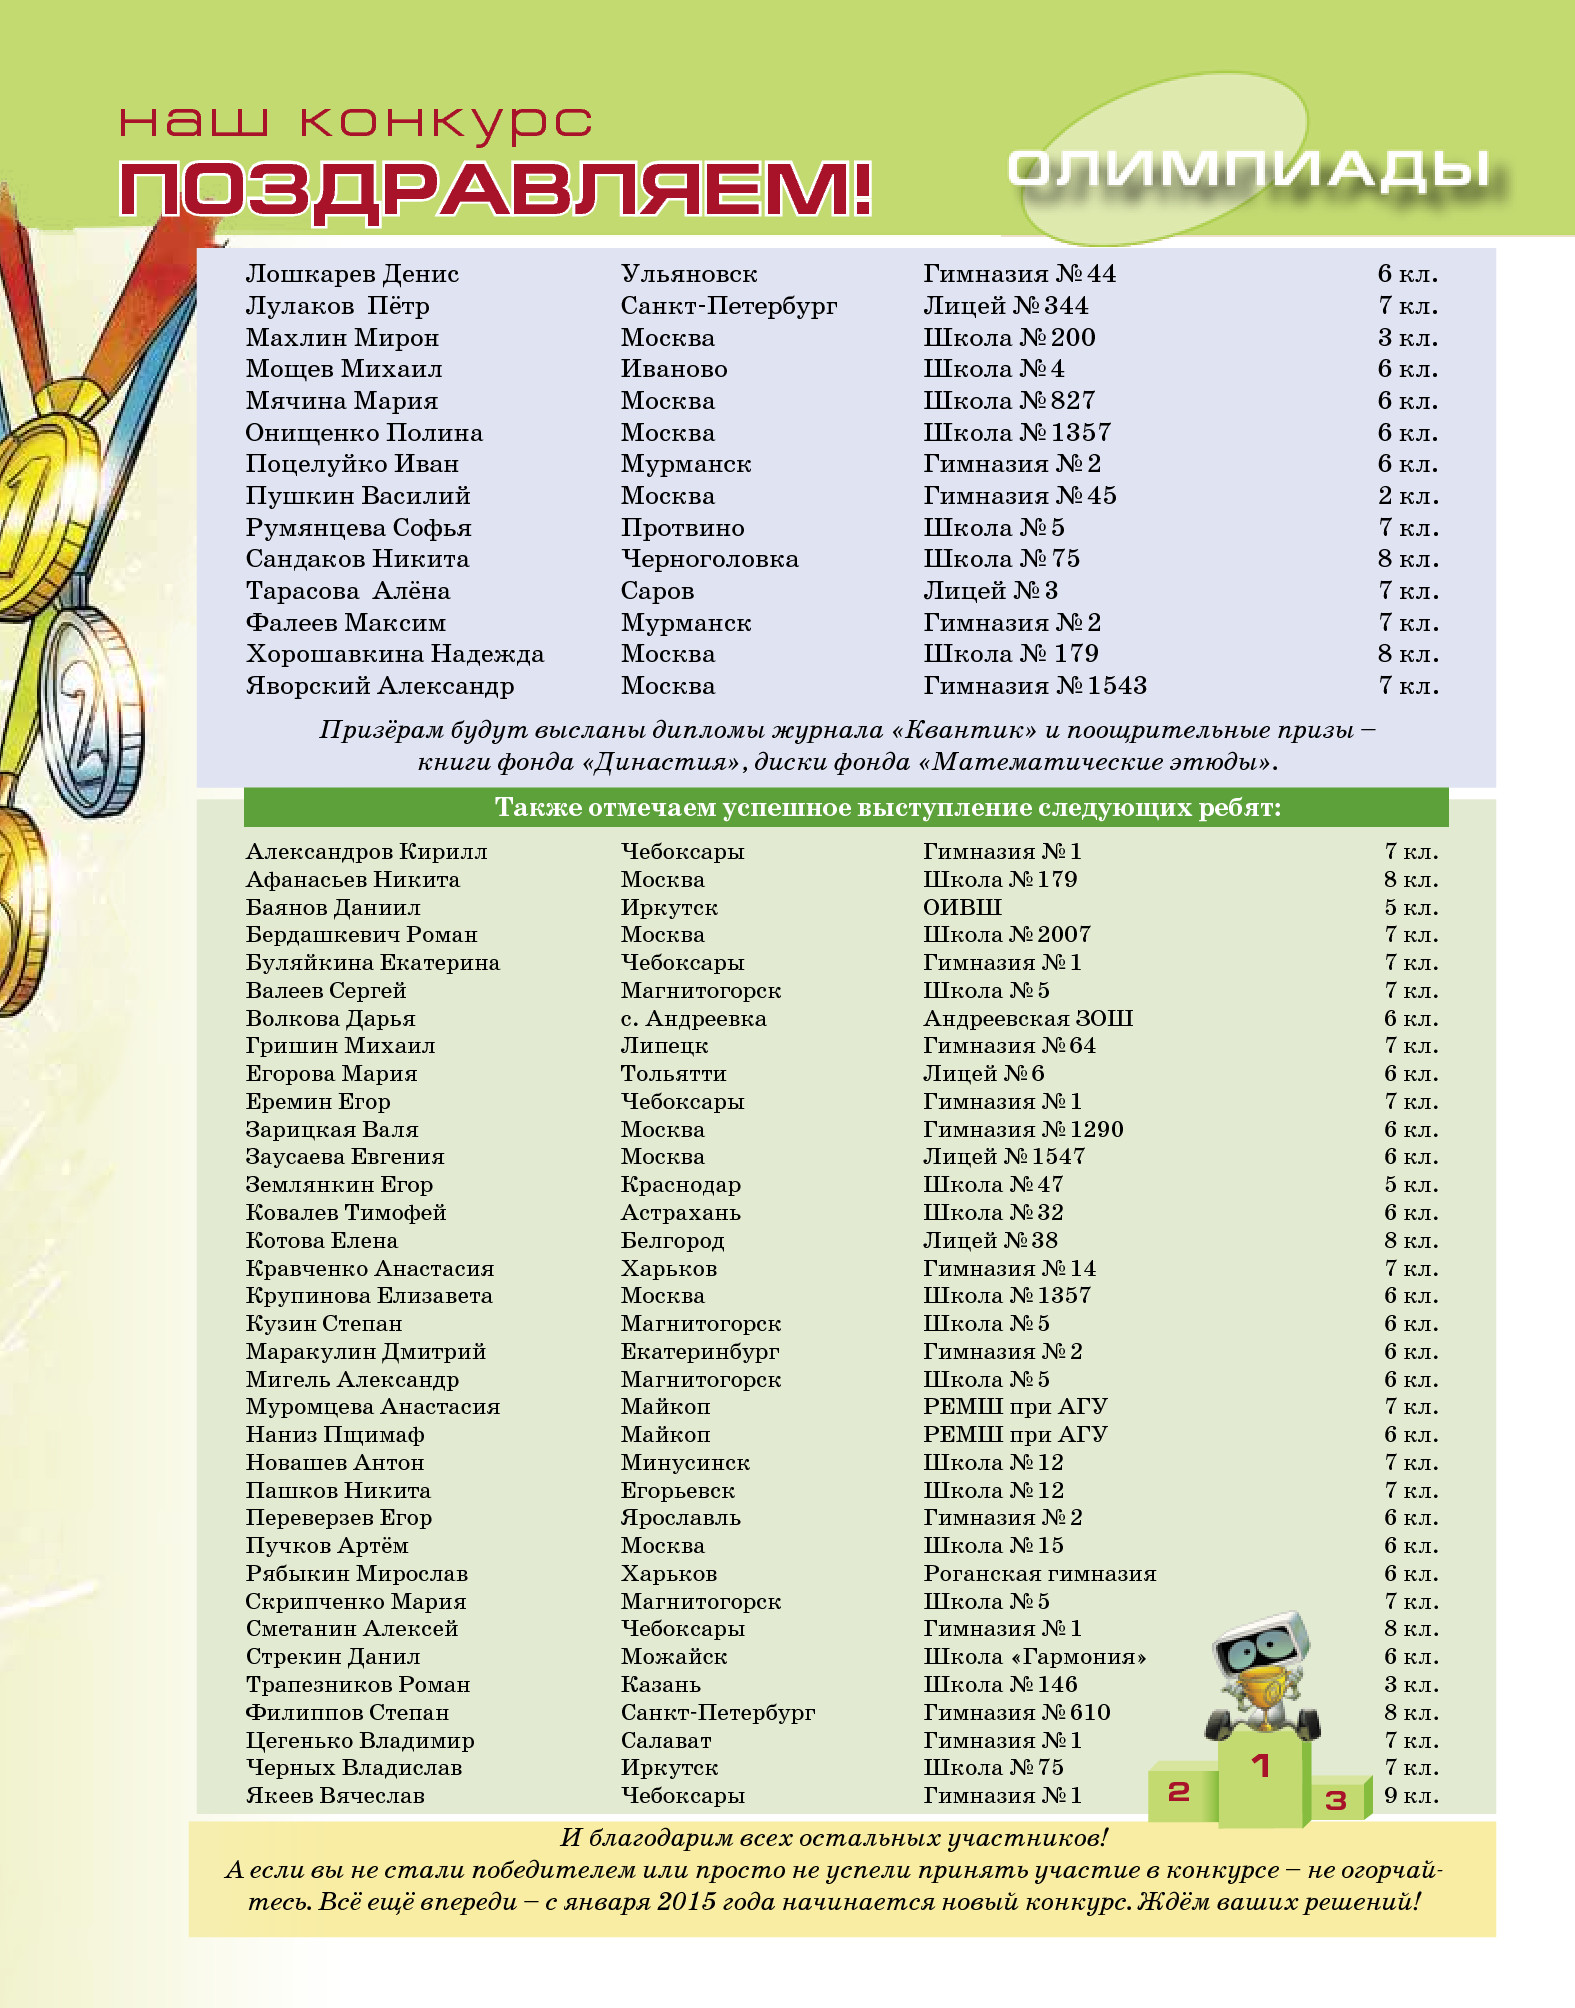 наш конкурс
ПОЗДРАВЛЯЕМ!
ОЛИМПИАДЫ
Лошкарев Денис Ульяновск Гимназия № 44 6 кл.
Лулаков Пётр Санкт-Петербург Лицей № 344 7 кл.
Махлин Мирон Москва Школа № 200 3 кл.
Мощев Михаил Иваново Школа № 4 6 кл.
Мячина Мария Москва Школа № 827 6 кл.
Онищенко Полина Москва Школа № 1357 6 кл.
Поцелуйко Иван Мурманск Гимназия № 2 6 кл.
Пушкин Василий Москва Гимназия № 45 2 кл.
Румянцева Софья Протвино Школа № 5 7 кл.
Сандаков Никита Черноголовка Школа № 75 8 кл.
Тарасова Алёна Саров Лицей № 3 7 кл.
Фалеев Максим Мурманск Гимназия № 2 7 кл.
Хорошавкина Надежда Москва Школа № 179 8 кл.
Яворский Александр Москва Гимназия № 1543 7 кл.
Призёрам будут высланы дипломы журнала «Квантик» и поощрительные призы –
книги фонда «Династия», диски фонда «Математические этюды».
Также отмечаем успешное выступление следующих ребят:
Александров Кирилл Чебоксары Гимназия № 1 7 кл.
Афанасьев Никита Москва Школа № 179 8 кл.
Баянов Даниил Иркутск ОИВШ 5 кл.
Бердашкевич Роман Москва Школа № 2007 7 кл.
Буляйкина Екатерина Чебоксары Гимназия № 1 7 кл.
Валеев Сергей Магнитогорск Школа № 5 7 кл.
Волкова Дарья с. Андреевка Андреевская ЗОШ 6 кл.
Гришин Михаил Липецк Гимназия № 64 7 кл.
Егорова Мария Тольятти Лицей № 6 6 кл.
Еремин Егор Чебоксары Гимназия № 1 7 кл.
Зарицкая Валя Москва Гимназия № 1290 6 кл.
Заусаева Евгения Москва Лицей № 1547 6 кл.
Землянкин Егор Краснодар Школа № 47 5 кл.
Ковалев Тимофей Астрахань Школа № 32 6 кл.
Котова Елена Белгород Лицей № 38 8 кл.
Кравченко Анастасия Харьков Гимназия № 14 7 кл.
Крупинова Елизавета Москва Школа № 1357 6 кл.
Кузин Степан Магнитогорск Школа № 5 6 кл.
Маракулин Дмитрий Екатеринбург Гимназия № 2 6 кл.
Мигель Александр Магнитогорск Школа № 5 6 кл.
Муромцева Анастасия Майкоп РЕМШ при АГУ 7 кл.
Наниз Пщимаф Майкоп РЕМШ при АГУ 6 кл.
Новашев Антон Минусинск Школа № 12 7 кл.
Пашков Никита Егорьевск Школа № 12 7 кл.
Переверзев Егор Ярославль Гимназия № 2 6 кл.
Пучков Артём Москва Школа № 15 6 кл.
Рябыкин Мирослав Харьков Роганская гимназия 6 кл.
Скрипченко Мария Магнитогорск Школа № 5 7 кл.
Сметанин Алексей Чебоксары Гимназия № 1 8 кл.
Стрекин Данил Можайск Школа «Гармония» 6 кл.
Трапезников Роман Казань Школа № 146 3 кл.
Филиппов Степан Санкт-Петербург Гимназия № 610 8 кл.
Цегенько Владимир Салават Гимназия № 1 7 кл.
Черных Владислав Иркутск Школа № 75 7 кл.
Якеев Вячеслав Чебоксары Гимназия № 1 9 кл.
1
2
3
И благодарим всех остальных участников!
А если вы не стали победителем или просто не успели принять участие в конкурсе – не огорчай-
тесь. Всё ещё впереди – с января 2015 года начинается новый конкурс. Ждём ваших решений!
1
2